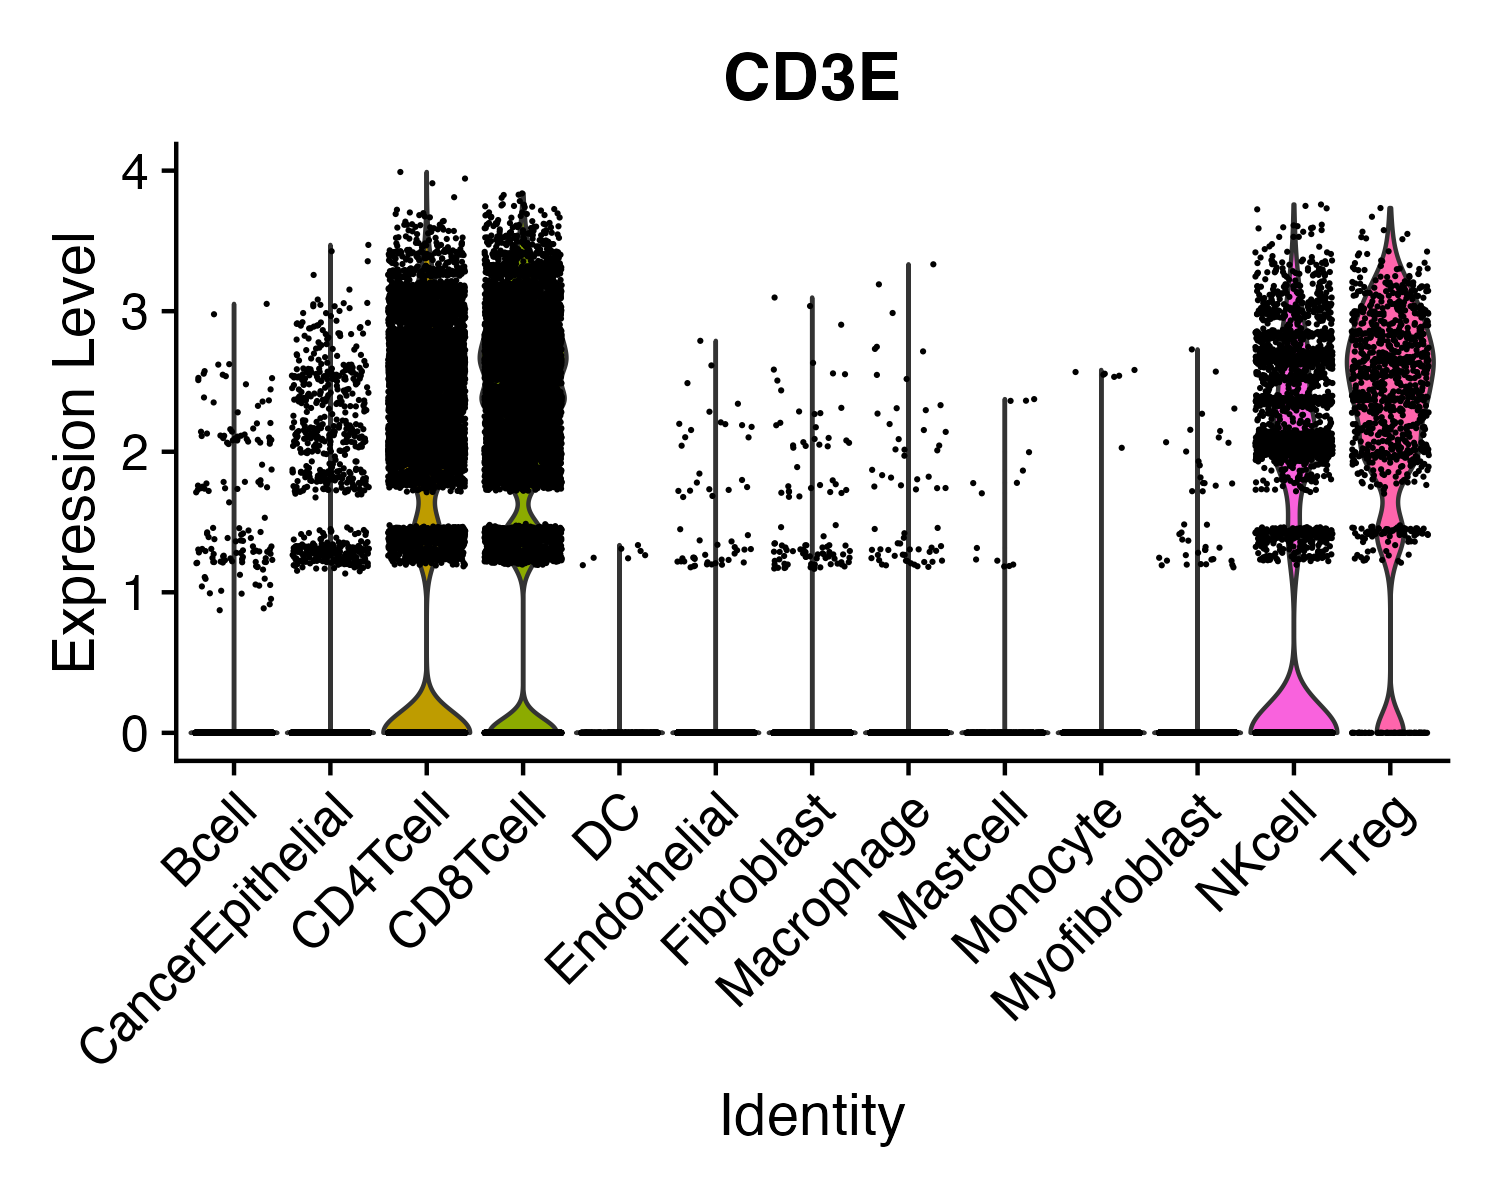 CD3E
Expression Level
4
3
2
1
0
Bcell
CancerEpithelial
CD4Tcell
CD8Tcell
DC
Endothelial
Fibroblast
Macrophage
Mastcell
Monocyte
Myofibroblast
NKcell
Treg
Identity